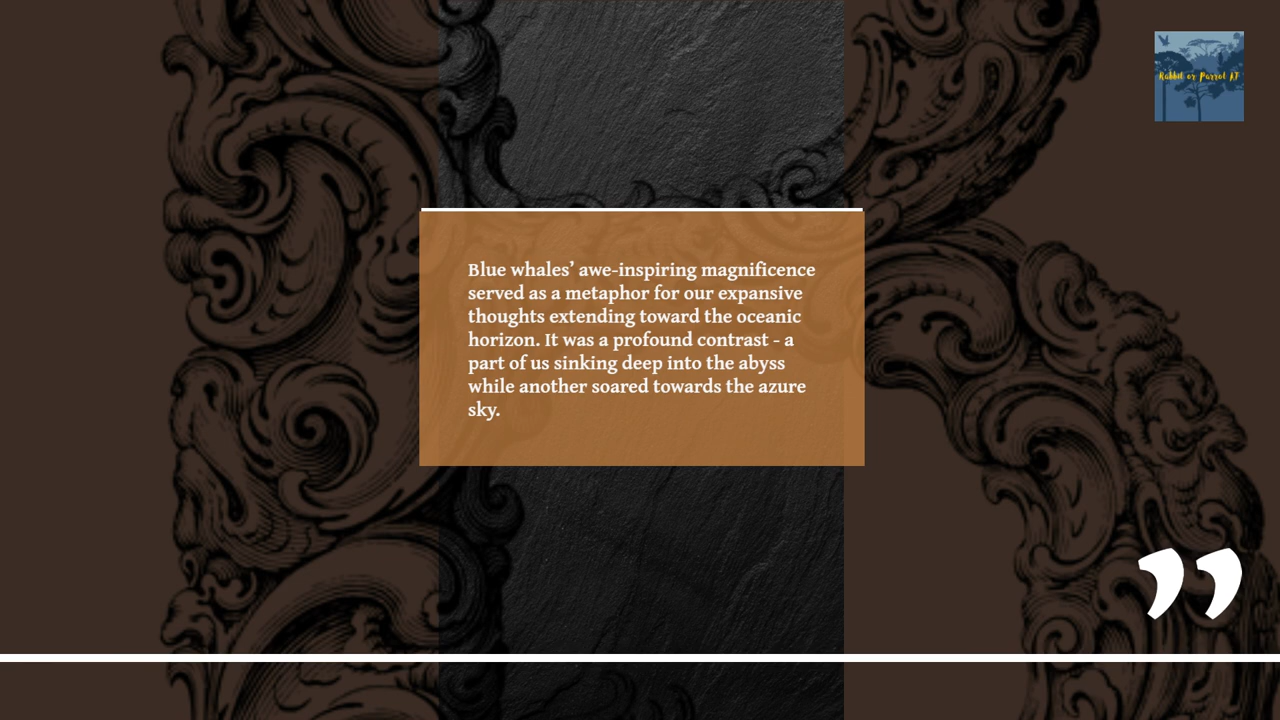 Rabbit or Parrot AF
Blue whales’ awe-inspiring magnificence
served as a metaphor for our expansive
thoughts extending toward the oceanic
horizon. It was a profound contrast - a
part of us sinking deep into the abyss
while another soared towards the azure
sky.
”